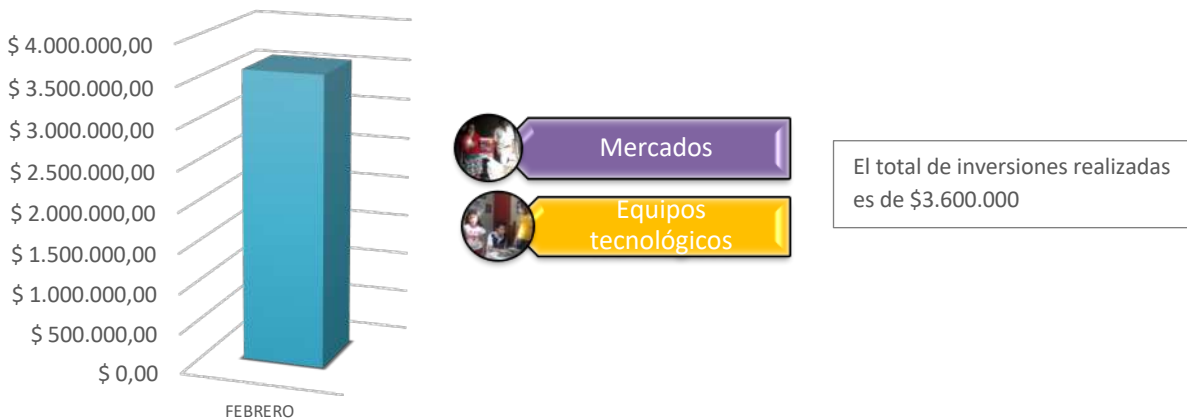 $ 4.000.000,00
$ 3.500.000,00
$ 3.000.000,00
$ 2.500.000,00
$ 2.000.000,00
$ 1.500.000,00
$ 1.000.000,00
$ 500.000,00
$ 0,00
FEBRERO
Mercados
Equipos
tecnológicos
El total de inversiones realizadas
es de $3.600.000